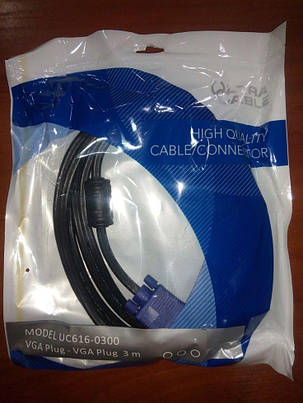 HIGH QUALITY
CABLE/CONNECTOR
MODEL UC616-0300
VGA Plug - VGA Plug 3 m